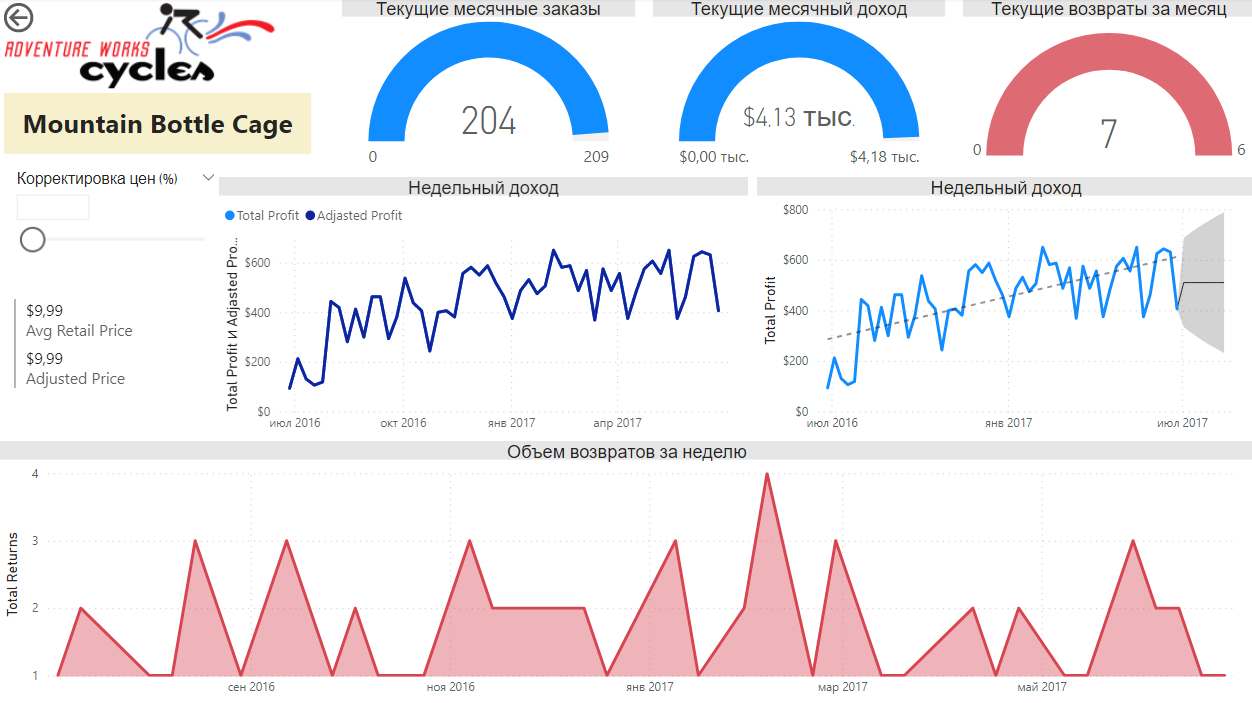 ADVENTURE WORKS
cycles
Mountain Bottle Cage
Текущие месячные заказы
204
0
209
Текущие месячный доход
$4,13 тыс.
$0,00 тыс.
$4,18 тыс.
Текущие возвраты за месяц
7
0
6
Корректировка цен (%)
$9,99
Avg Retail Price
$9,99
Adjusted Price
Недельный доход
Total Profit
Adjasted Profit
Total Profit И Adjasted Pro...
$600
$400
$200
$0
июл 2016
окт 2016
янв 2017
апр 2017
Недельный доход
Total Profit
$800
$600
$400
$200
$0
июл 2016
янв 2017
июл 2017
Объем возвратов за неделю
Total Returns
4
3
2
1
сен 2016
ноя 2016
янв 2017
мар 2017
май 2017